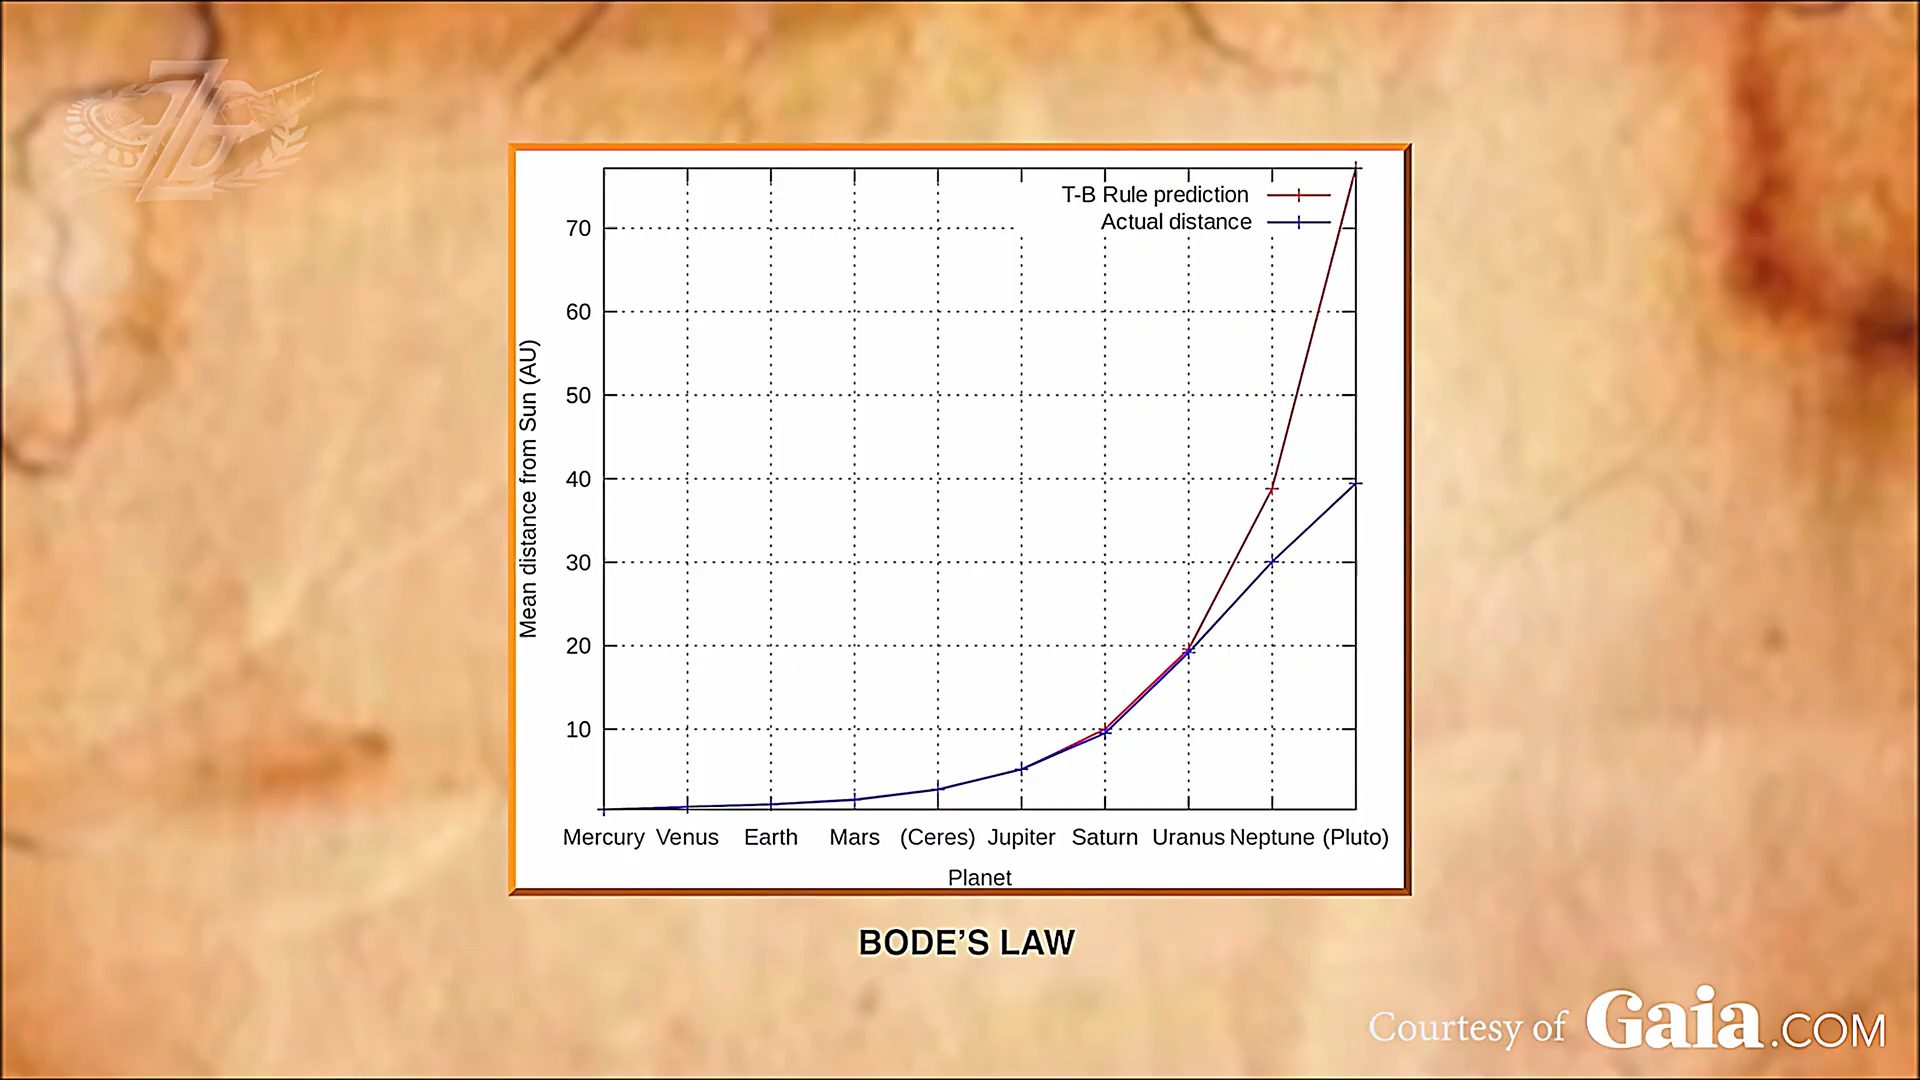 T-B Rule prediction
Actual distance
70
60
50
40
30
20
10
Mean distance from Sun (AU)
Mercury Venus Earth Mars (Ceres) Jupiter Saturn Uranus Neptune (Pluto)
Planet
BODE’S LAW
Courtesy of Gaia.COM